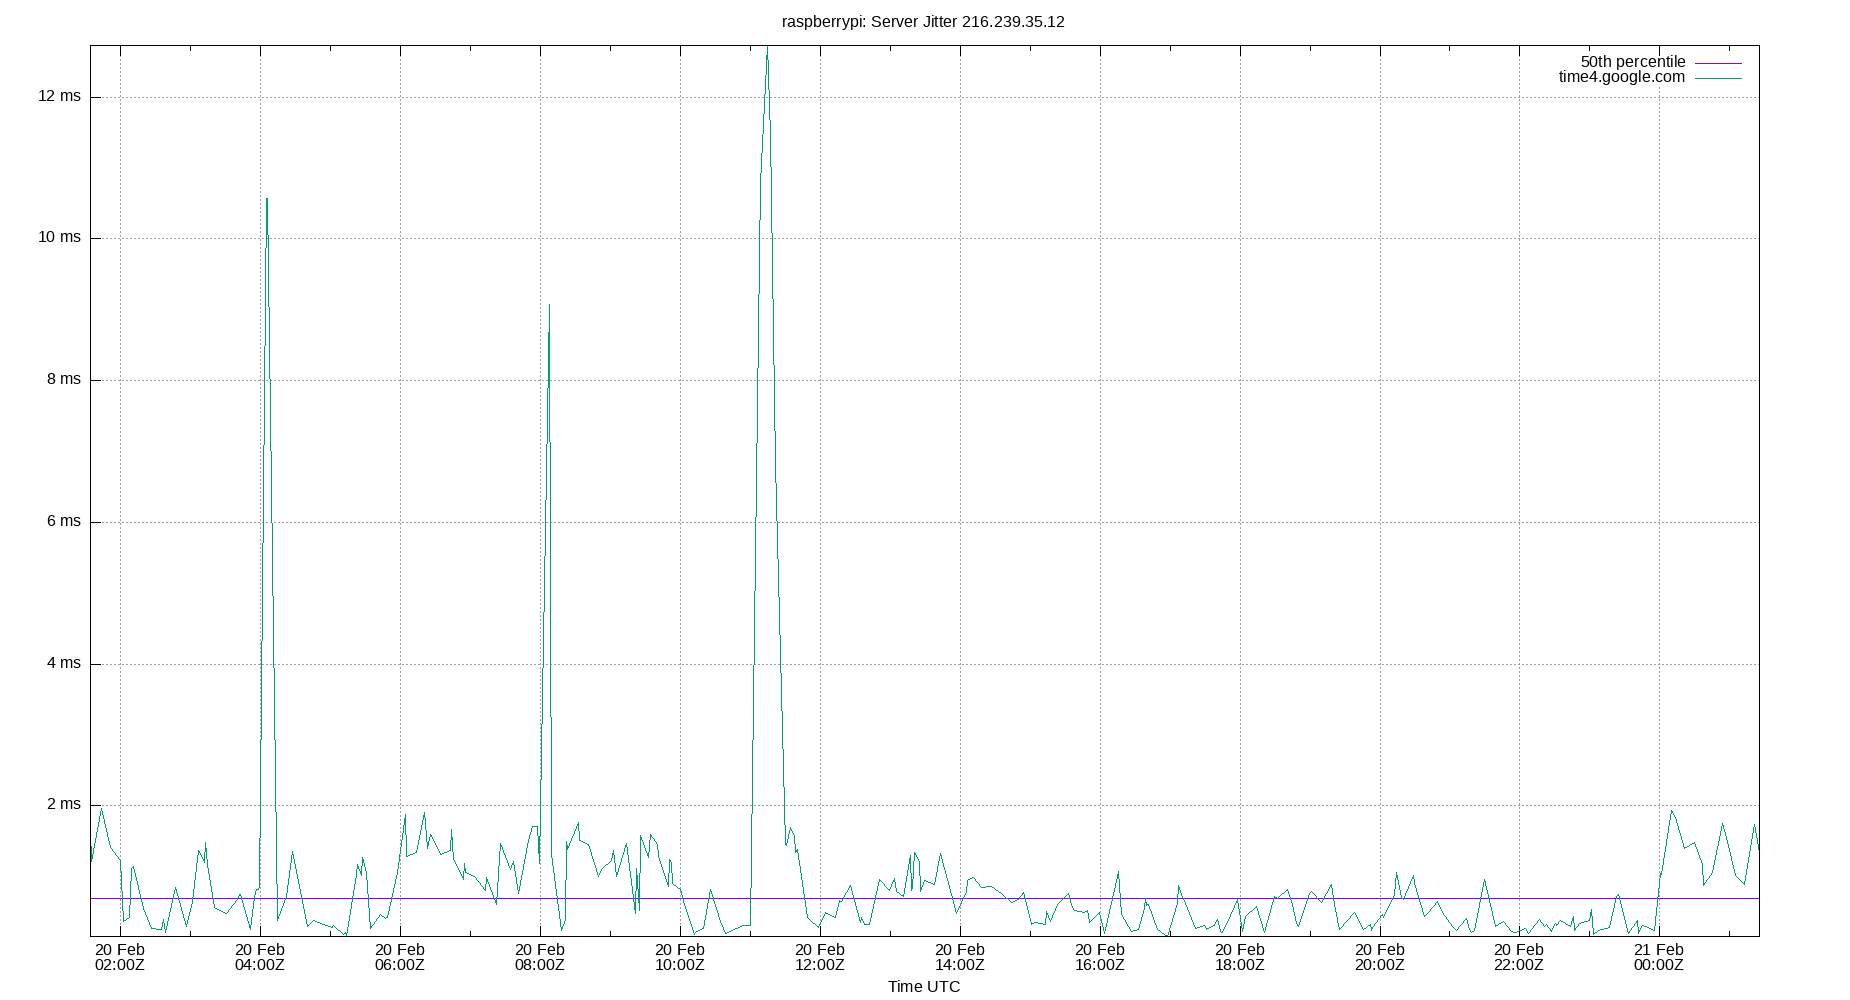 raspberrypi: Server Jitter 216.239.35.12
50th percentile
time4.google.com
12 ms
10 ms
8 ms
6 ms
4 ms
2 ms
20 Feb 20 Feb 20 Feb 20 Feb 20 Feb 20 Feb 20 Feb 20 Feb 20 Feb 20 Feb 20 Feb 21 Feb
02:00Z 04:00Z 06:00Z 08:00Z 10:00Z 12:00Z 14:00Z 16:00Z 18:00Z 20:00Z 22:00Z 00:00Z
Time UTC